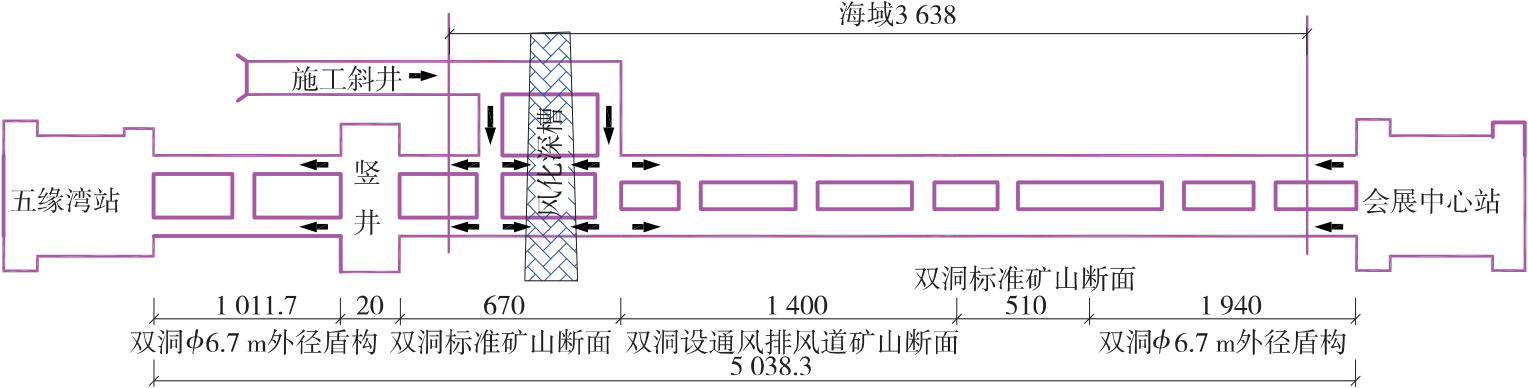 海域3 638
施工斜井
风化深槽
五缘湾站
竖井
会展中心站
双洞标准矿山断面
1 011.7
20
670
1 400
510
1 940
双洞ф6.7 m外径盾构
双洞标准矿山断面
双洞设通风排风道矿山断面
双洞ф6.7 m外径盾构
5 038.3